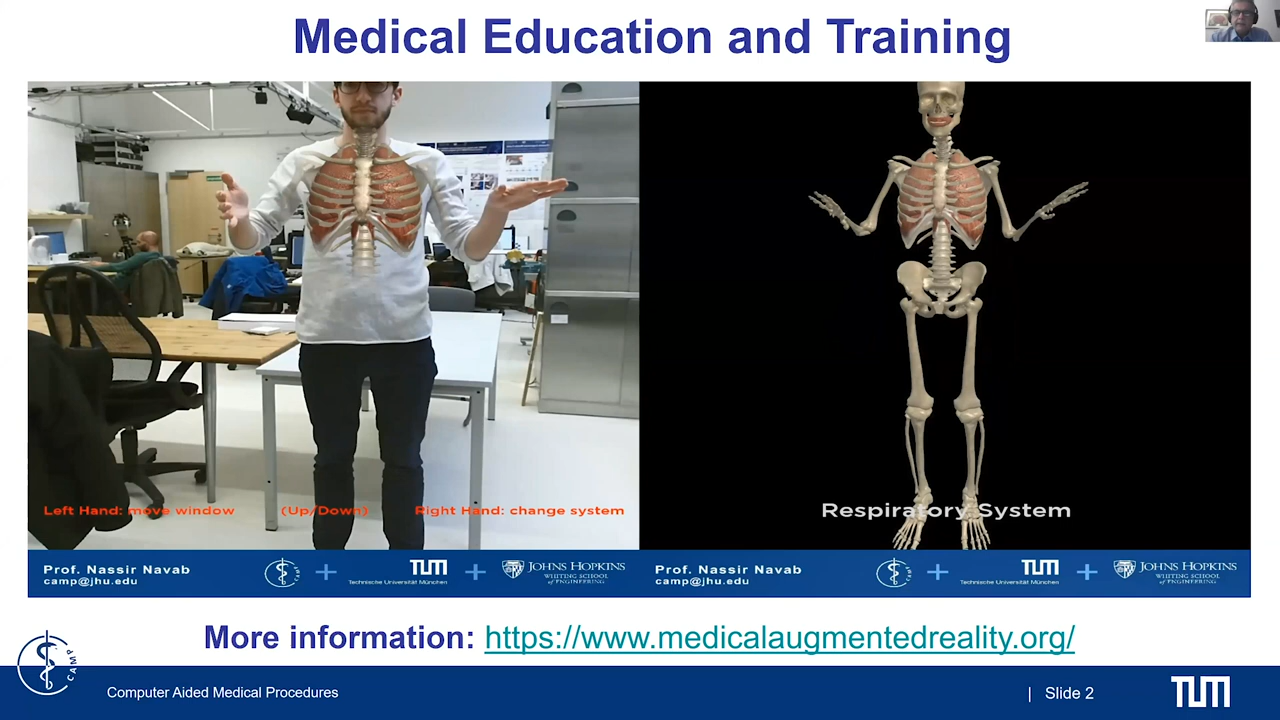 Medical Education and Training
Left Hand: move window (Up/Down) Right Hand: change system
Respiratory System
Prof. Nassir Navab
camp@jhu.edu
CAMP
TUM
Technische Universität München
JOHNS HOPKINS
WHITING SCHOOL
of ENGINEERING
Prof. Nassir Navab
camp@jhu.edu
CAMP
TUM
Technische Universität München
JOHNS HOPKINS
WHITING SCHOOL
of ENGINEERING
More information: https://www.medicalaugmentedreality.org/
CAMP
Computer Aided Medical Procedures
| Slide 2
TUM